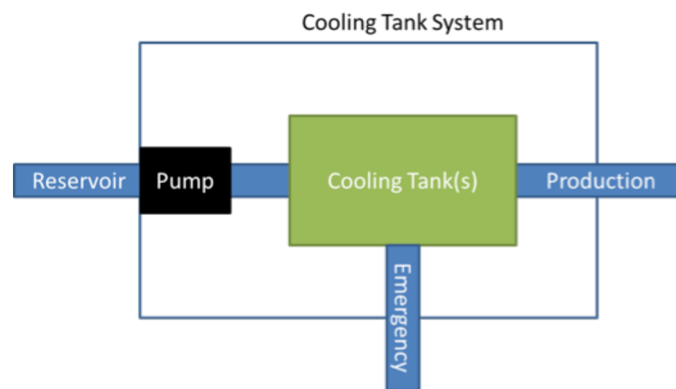 Cooling Tank System
Reservoir
Pump
Cooling Tank(s)
Production
Emergency